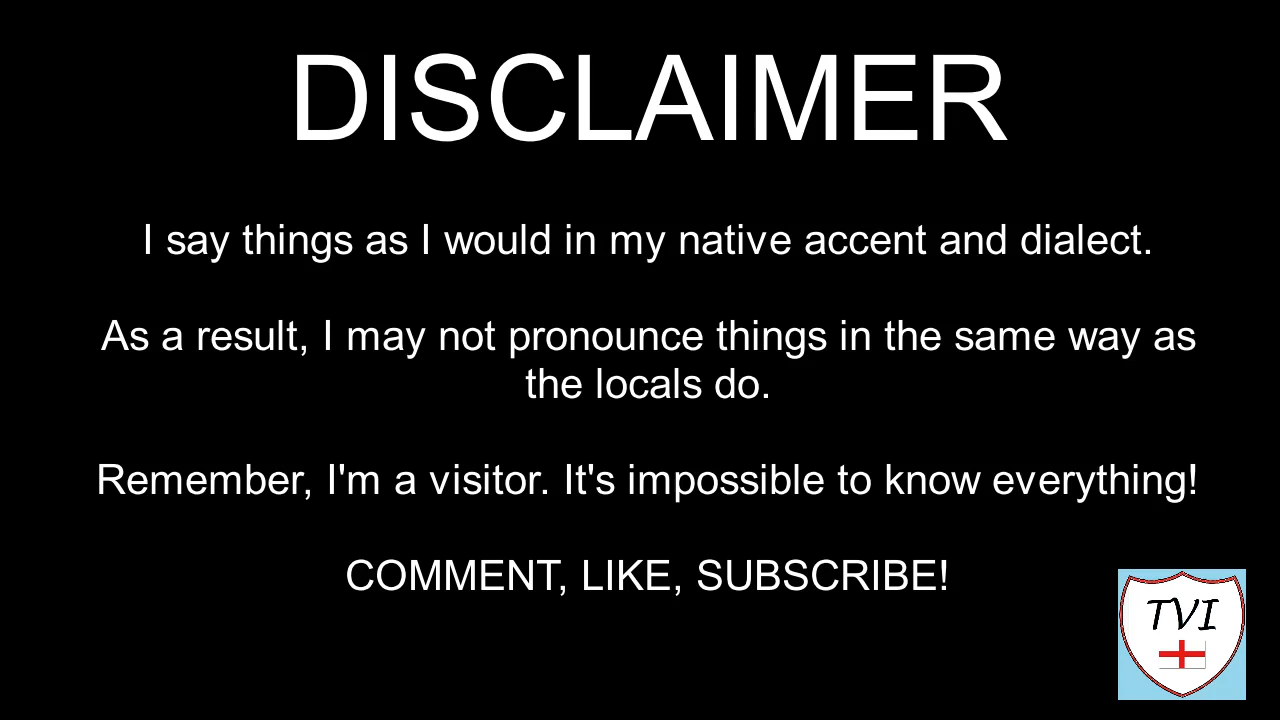 DISCLAIMER
I say things as I would in my native accent and dialect.
As a result, I may not pronounce things in the same way as
the locals do.
Remember, I'm a visitor. It's impossible to know everything!
COMMENT, LIKE, SUBSCRIBE!
TVI